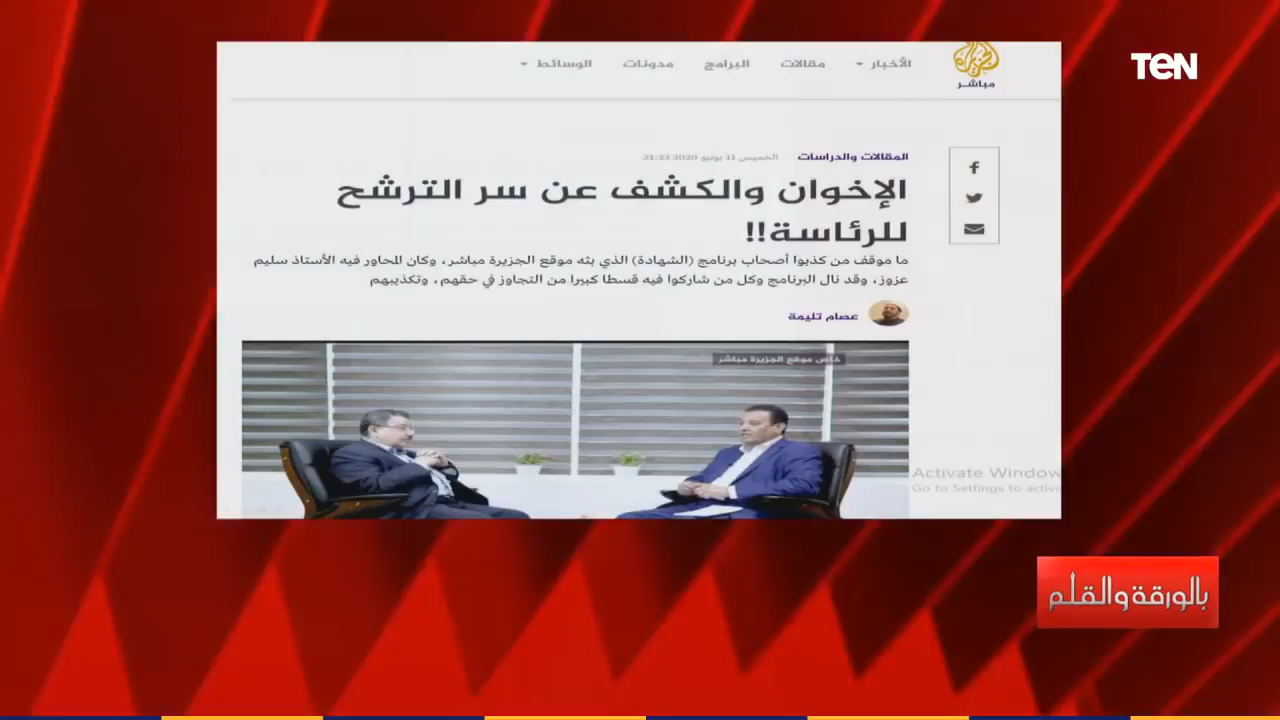 TEN
مباشر
الأخبار
مقالات
البرامج
مدونات
الوسائط
المقالات والدراسات
الخميس 11 يونيو 2020 21:23
الإخوان والكشف عن سر الترشح
للرئاسة!!
ما موقف من كذبوا أصحاب برنامج (الشهادة) الذي بثه موقع الجزيرة مباشر، وكان المحاور فيه الأستاذ سليم
عزوز، وقد نال البرنامج وكل من شاركوا فيه قسطا كبيرا من التجاوز في حقهم، وتكذيبهم
عصام تليمة
خاص موقع الجزيرة مباشر
Activate Window
Go to Settings to activa
بالورقة والقلم